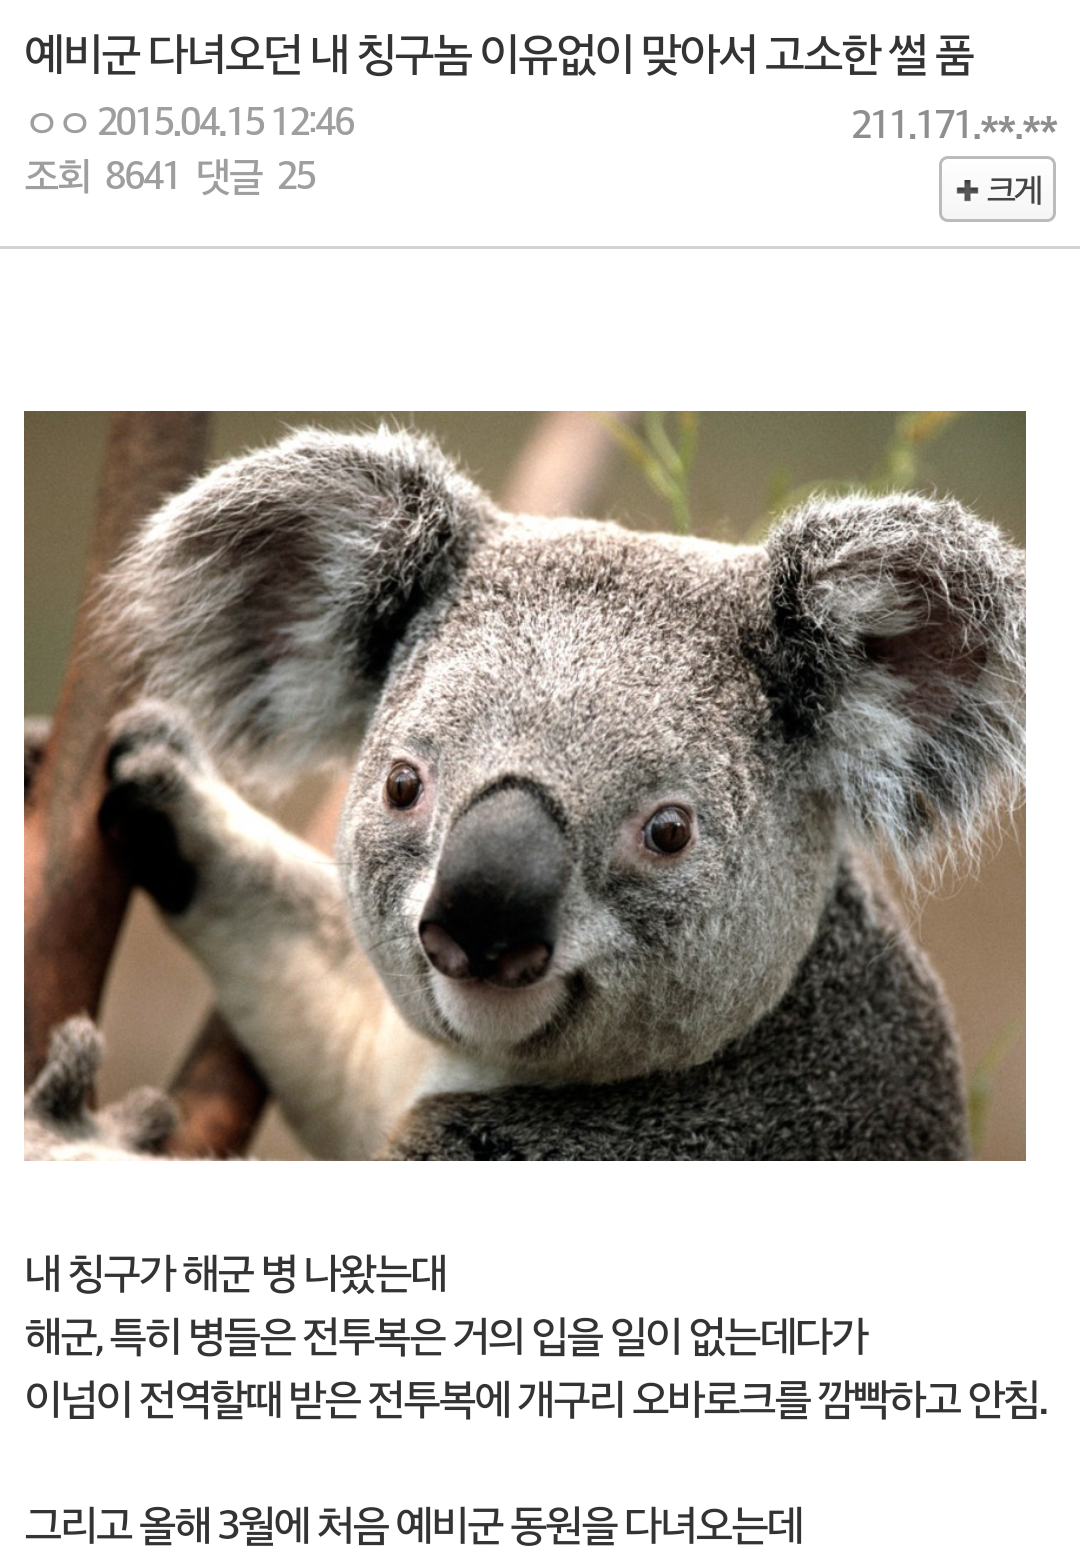 예비군 다녀오던 내 칭구놈 이유없이 맞아서 고소한 썰 품
ㅇㅇ 2015.04.15 12:46
211.171.**.**
조회 8641 댓글 25
+ 크게
내 칭구가 해군 병 나왔는대
해군, 특히 병들은 전투복은 거의 입을 일이 없는데다가
이넘이 전역할때 받은 전투복에 개구리 오바로크를 깜빡하고 안침.
그리고 올해 3월에 처음 예비군 동원을 다녀오는데